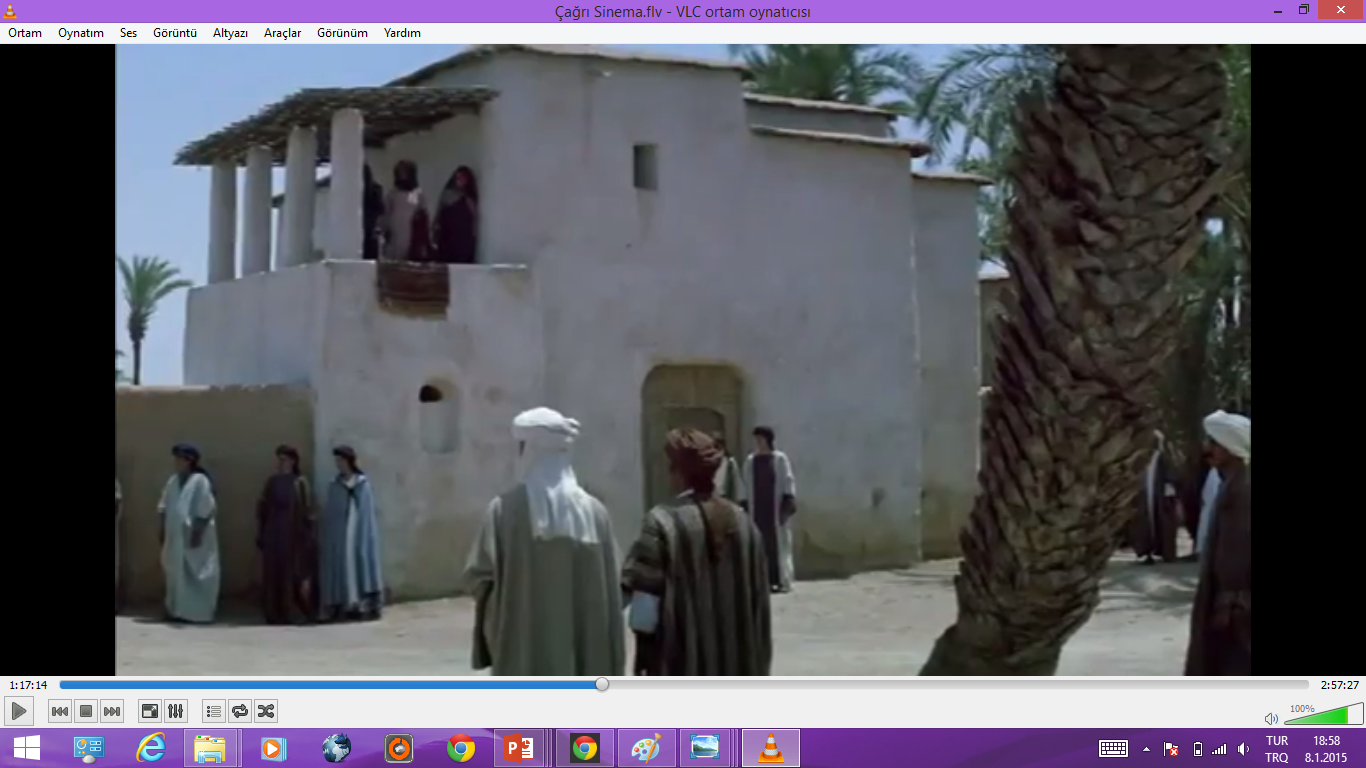 Çağrı Sinema.flv - VLC ortam oynatıcısı
Ortam Oynatım Ses Görüntü Altyazı Araçlar Görünüm Yardım
1:17:14 2:57:27
100%
TUR 18:58
TRQ 8.1.2015